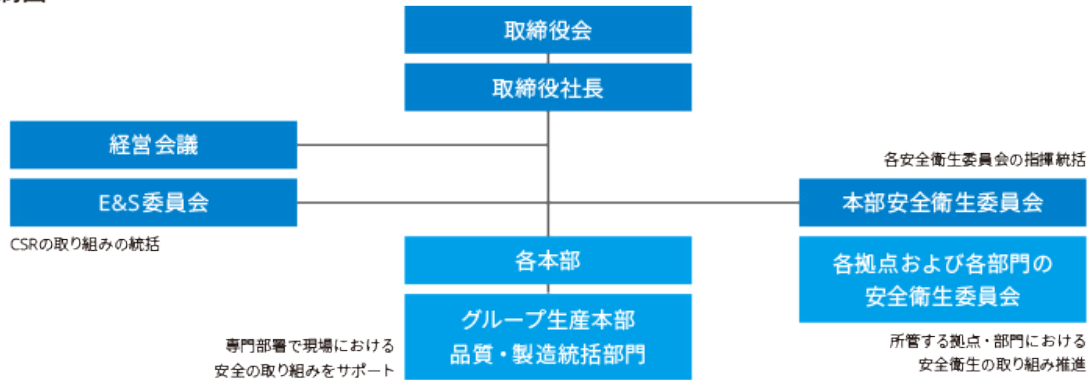 取締役会
取締役社長
経営会議
各安全衛生委員会の指揮統括
E&S委員会
本部安全衛生委員会
CSRの取り組みの統括
各本部
各拠点および各部門の
安全衛生委員会
グループ生産本部
品質・製造統括部門
専門部署で現場における
安全の取り組みをサポート
所管する拠点・部門における
安全衛生の取り組み推進